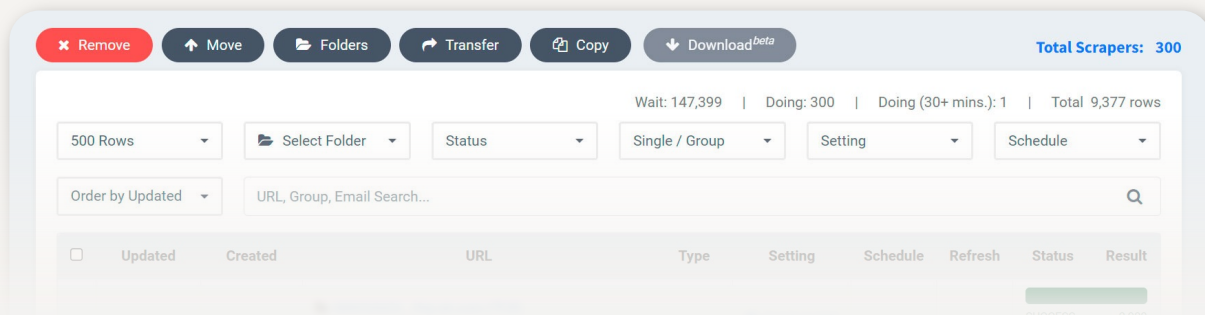 Remove Move Folders Transfer Copy Download beta Total Scrapers: 300
Wait: 147,399 | Doing: 300 | Doing (30+ mins.): 1 | Total 9,377 rows
500 Rows Select Folder Status Single / Group Setting Schedule
Order by Updated URL, Group, Email Search...
Updated Created URL Type Setting Schedule Refresh Status Result